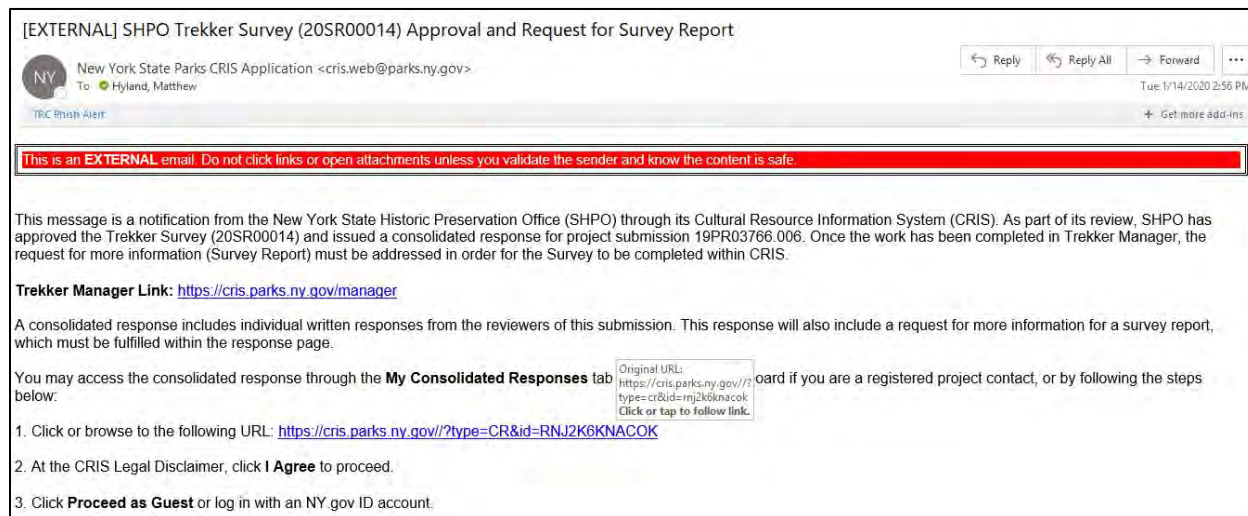 [EXTERNAL] SHPO Trekker Survey (20SR00014) Approval and Request for Survey Report
NY
New York State Parks CRIS Application <cris.web@parks.ny.gov>
To Hyland, Matthew
Reply
Reply All
Forward
...
Tue 1/14/2020 2:56 PM
TRC Phish Alert
+ Get more add-ins
This is an EXTERNAL email. Do not click links or open attachments unless you validate the sender and know the content is safe.
This message is a notification from the New York State Historic Preservation Office (SHPO) through its Cultural Resource Information System (CRIS). As part of its review, SHPO has
approved the Trekker Survey (20SR00014) and issued a consolidated response for project submission 19PR03766.006. Once the work has been completed in Trekker Manager, the
request for more information (Survey Report) must be addressed in order for the Survey to be completed within CRIS.
Trekker Manager Link: https://cris.parks.ny.gov/manager
A consolidated response includes individual written responses from the reviewers of this submission. This response will also include a request for more information for a survey report,
which must be fulfilled within the response page.
You may access the consolidated response through the My Consolidated Responses tab oard if you are a registered project contact, or by following the steps
below:
Original URL:
https://cris.parks.ny.gov//?
type=cr&id=rnj2k6knacok
Click or tap to follow link.
1. Click or browse to the following URL: https://cris.parks.ny.gov//?type=CR&id=RNJ2K6KNACOK
2. At the CRIS Legal Disclaimer, click I Agree to proceed.
3. Click Proceed as Guest or log in with an NY.gov ID account.